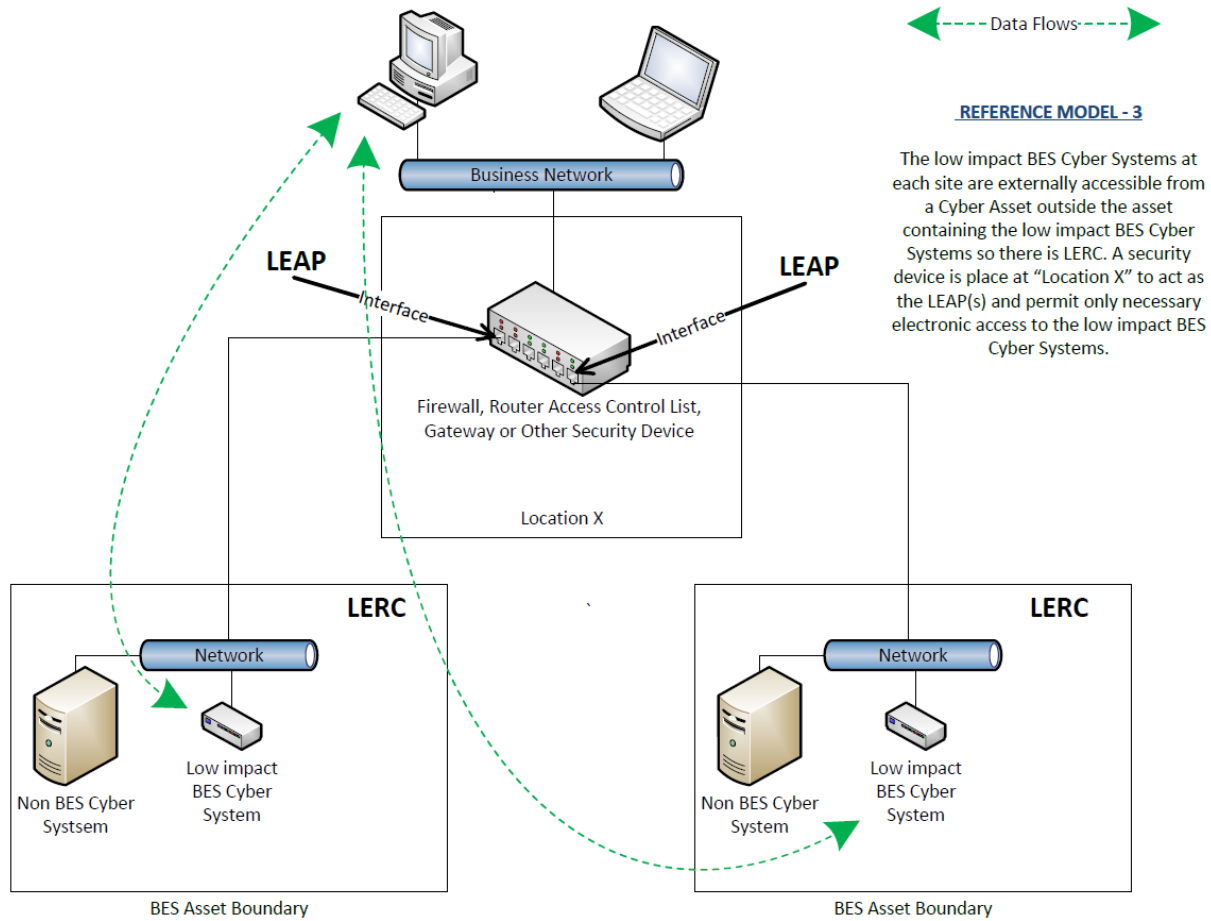 Data Flows
REFERENCE MODEL - 3
The low impact BES Cyber Systems at
each site are externally accessible from
a Cyber Asset outside the asset
containing the low impact BES Cyber
Systems so there is LERC. A security
device is place at “Location X” to act as
the LEAP(s) and permit only necessary
electronic access to the low impact BES
Cyber Systems.
Business Network
LEAP
LEAP
Interface
Interface
Firewall, Router Access Control List,
Gateway or Other Security Device
Location X
LERC
Network
Non BES Cyber
Systsem
Low impact
BES Cyber
System
BES Asset Boundary
LERC
Network
Non BES Cyber
System
Low impact
BES Cyber
System
BES Asset Boundary